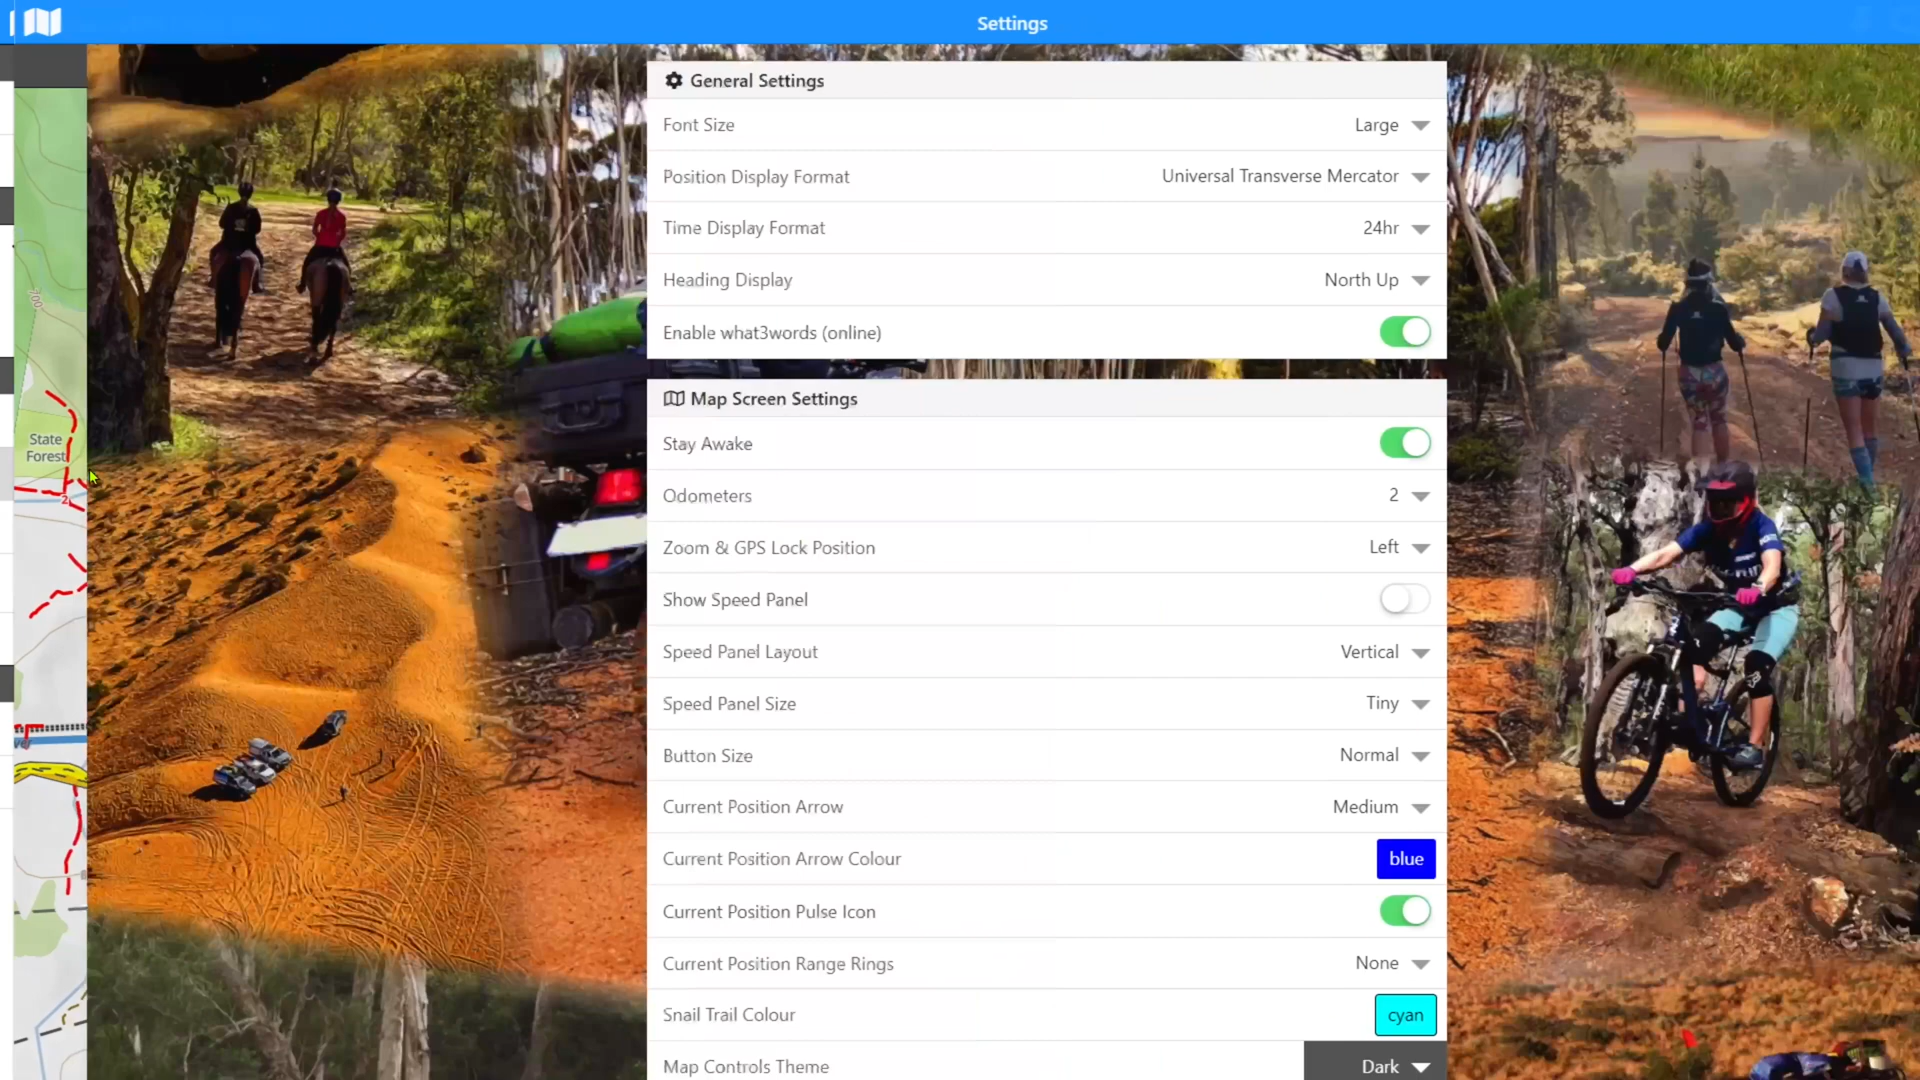 Settings
General Settings
Font Size Large
Position Display Format Universal Transverse Mercator
Time Display Format 24hr
Heading Display North Up
Enable what3words (online)
Map Screen Settings
Stay Awake
Odometers 2
Zoom & GPS Lock Position Left
Show Speed Panel
Speed Panel Layout Vertical
Speed Panel Size Tiny
Button Size Normal
Current Position Arrow Medium
Current Position Arrow Colour blue
Current Position Pulse Icon
Current Position Range Rings None
Snail Trail Colour cyan
Map Controls Theme Dark
700
State
Forest
2